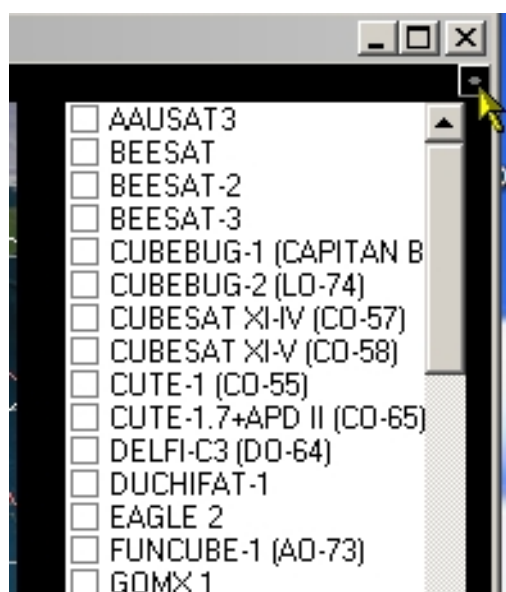 AAUSAT3
BEESAT
BEESAT-2
BEESAT-3
CUBEBUG-1 (CAPITAN B
CUBEBUG-2 (LO-74)
CUBESAT XI-IV (CO-57)
CUBESAT XI-V (CO-58)
CUTE-1 (CO-55)
CUTE-1.7+APD II (CO-65)
DELFI-C3 (DO-64)
DUCHIFAT-1
EAGLE 2
FUNCUBE-1 (AO-73)
GOMX 1